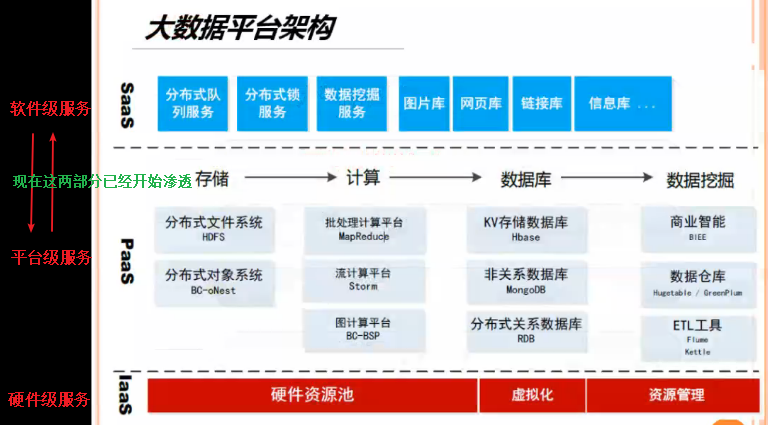 大数据平台架构
SaaS
软件级服务
分布式队
列服务
分布式锁
服务
数据挖掘
服务
图片库
网页库
链接库
信息库 ...
现在这两部分已经开始渗透
存储
计算
数据库
数据挖掘
PaaS
平台级服务
分布式文件系统
HDFS
批处理计算平台
MapReduce
KV存储数据库
Hbase
商业智能
BIEE
分布式对象系统
BC-oNest
流计算平台
Storm
非关系数据库
MongoDB
数据仓库
Hugetable / GreenPlum
图计算平台
BC-BSP
分布式关系数据库
RDB
ETL工具
Flume
Kettle
IaaS
硬件级服务
硬件资源池
虚拟化
资源管理